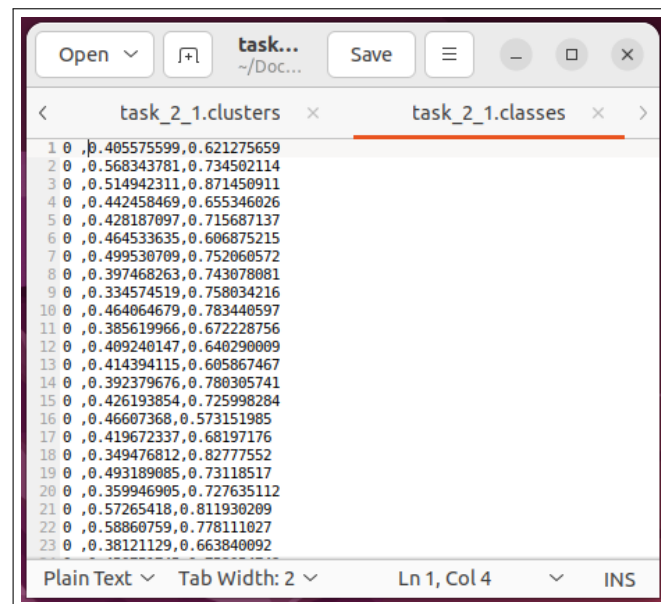 Open
task...
~/Doc...
Save
task_2_1.clusters
task_2_1.classes
1 0 ,0.405575599,0.621275659
2 0 ,0.568343781,0.734502114
3 0 ,0.514942311,0.871450911
4 0 ,0.442458469,0.655346026
5 0 ,0.428187097,0.715687137
6 0 ,0.464533635,0.606875215
7 0 ,0.499530709,0.752060572
8 0 ,0.397468263,0.743078081
9 0 ,0.334574519,0.758034216
10 0 ,0.464064679,0.783440597
11 0 ,0.385619966,0.672228756
12 0 ,0.409240147,0.640290009
13 0 ,0.414394115,0.605867467
14 0 ,0.392379676,0.780305741
15 0 ,0.426193854,0.725998284
16 0 ,0.46607368,0.573151985
17 0 ,0.419672337,0.68197176
18 0 ,0.349476812,0.82777552
19 0 ,0.493189085,0.73118517
20 0 ,0.359946905,0.727635112
21 0 ,0.57265418,0.811930209
22 0 ,0.58860759,0.778111027
23 0 ,0.38121129,0.663840092
Plain Text Tab Width: 2 Ln 1, Col 4 INS